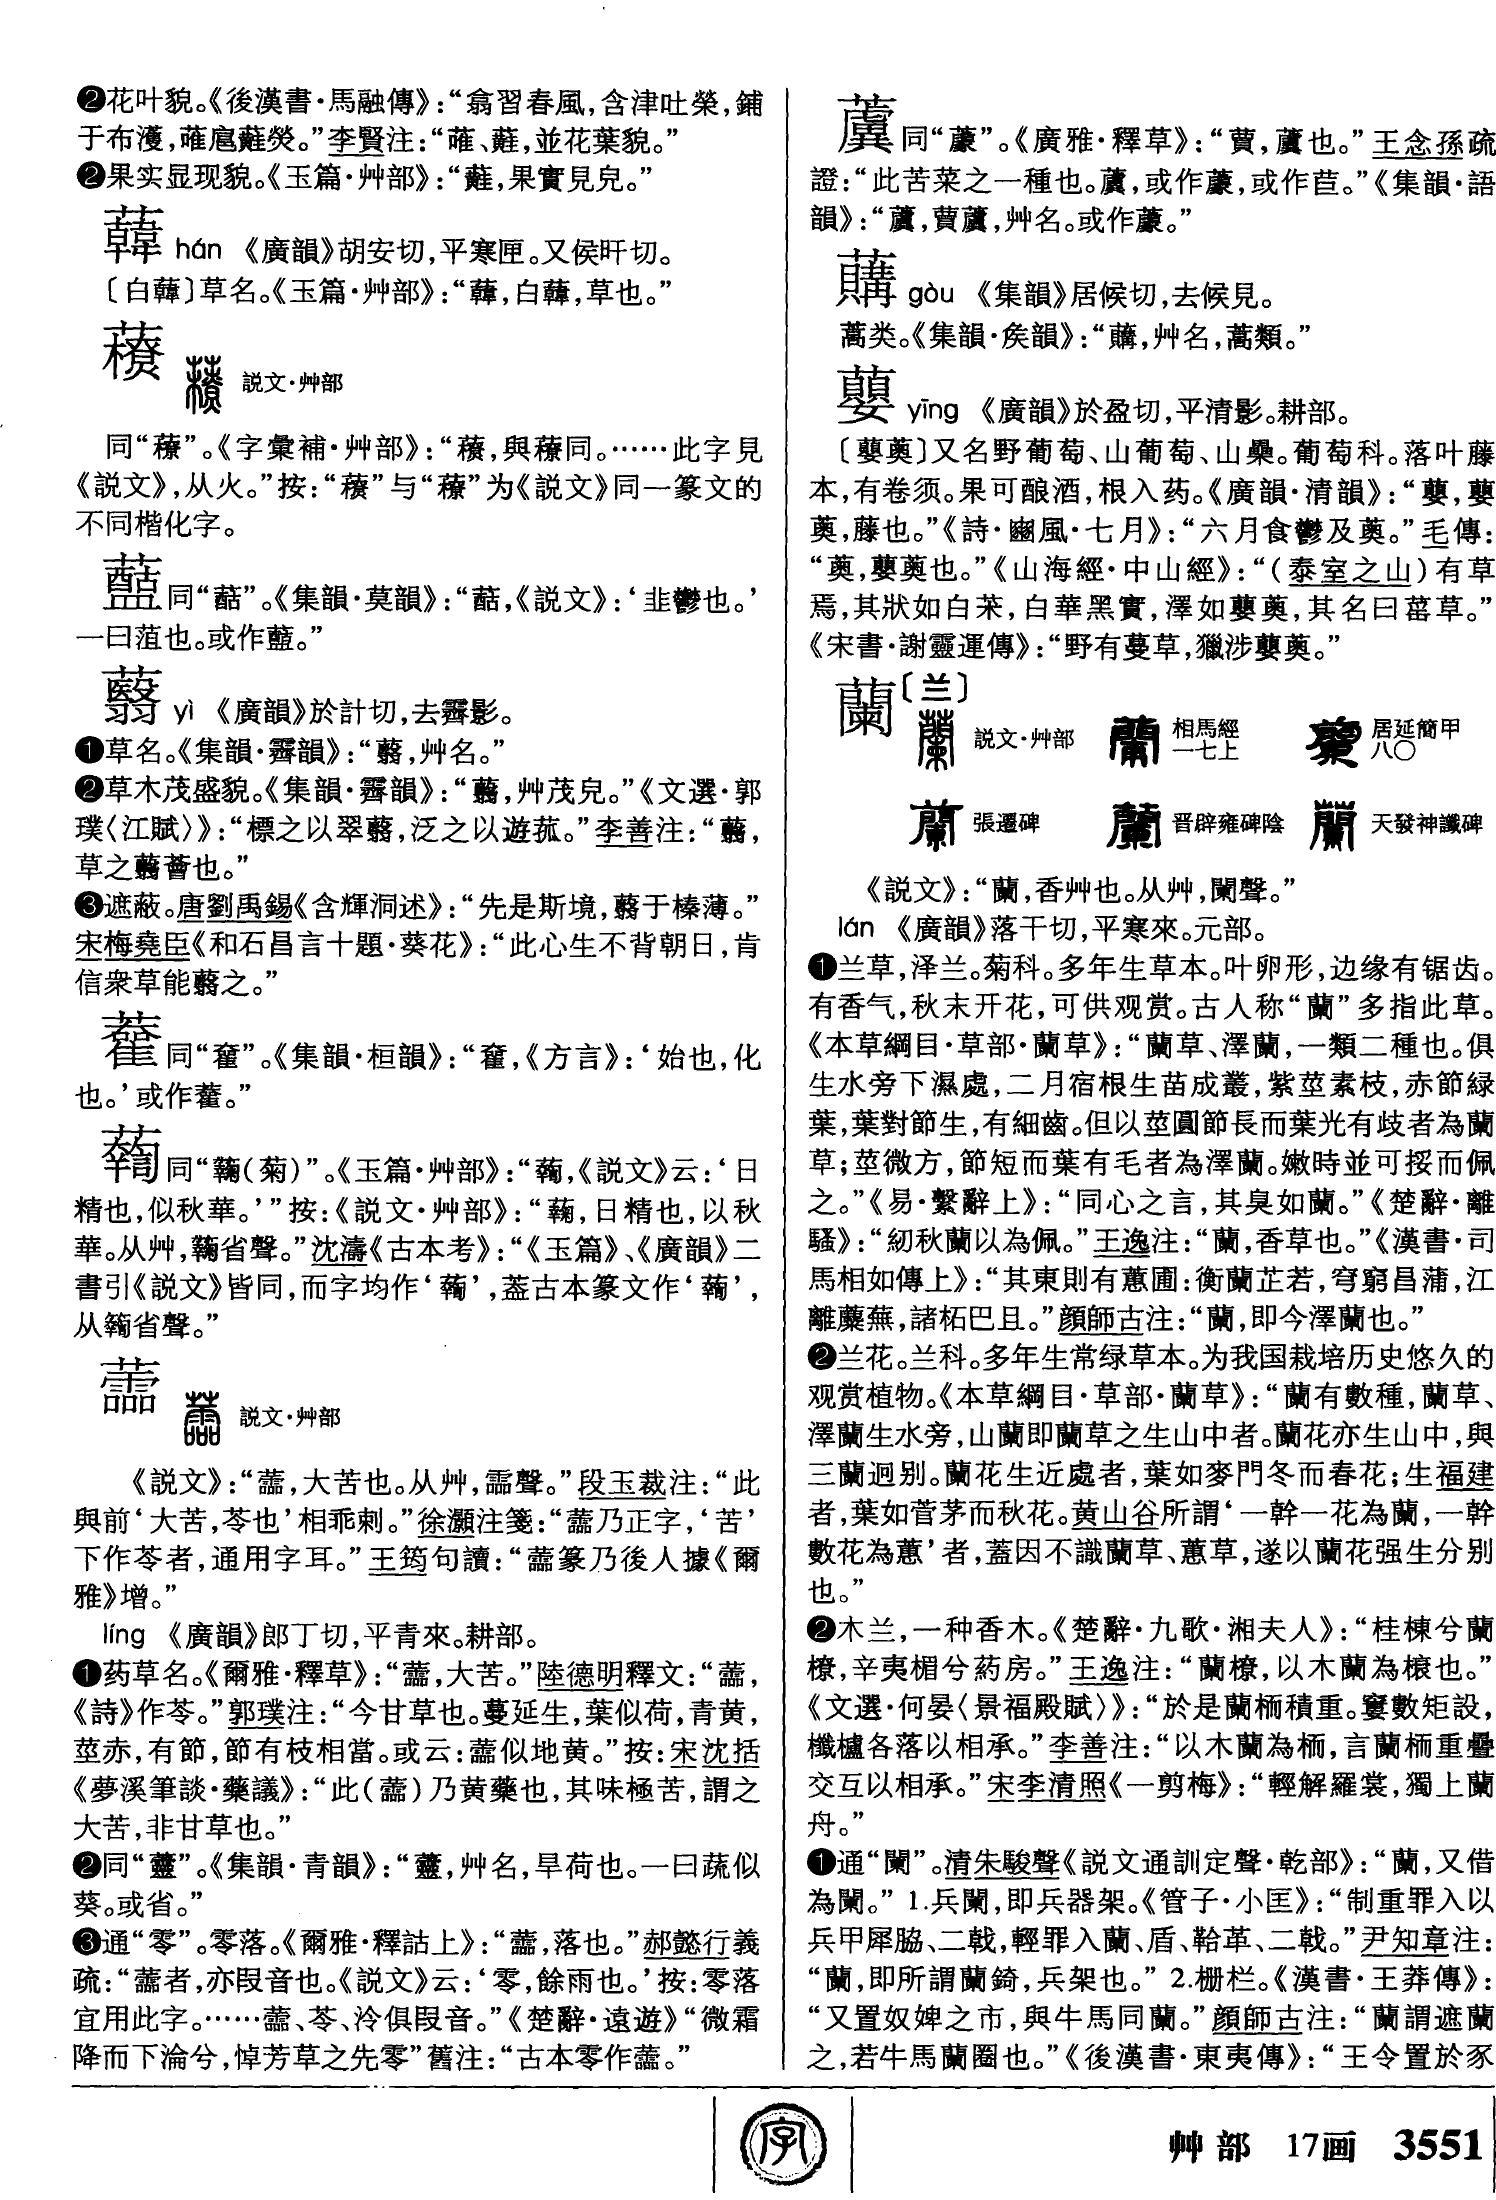 ❷花叶貌。《後漢書·馬融傳》：“翕習春風，含津吐榮，鋪
于布濩，蓶扈蘳熒。”李賢注：“蓶、蘳，並花葉貌。”
❷果实显现貌。《玉篇·艸部》：“蘳，果實見皃。”
hán 《廣韻》胡安切，平寒匣。又侯旰切。
〔白〕草名。《玉篇·艸部》：“，白，草也。”
説文·艸部
同“”。《字彙補·艸部》：“，與同。……此字見
《説文》，从火。”按：“”与“”为《説文》同一篆文的
不同楷化字。
同“”。《集韻·莫韻》：“，《説文》：‘韭鬱也。’
一曰菹也。或作。”
yì 《廣韻》於計切，去霽影。
❶草名。《集韻·霽韻》：“，艸名。”
❷草木茂盛貌。《集韻·霽韻》：“，艸茂皃。”《文選·郭
璞〈江賦〉》：“標之以翠，泛之以遊菰。”李善注：“，
草之薈也。”
❸遮蔽。唐劉禹錫《含輝洞述》：“先是斯境，于榛薄。”
宋梅堯臣《和石昌言十題·葵花》：“此心生不背朝日，肯
信衆草能之。”
同“”。《集韻·桓韻》：“，《方言》：‘始也，化
也。’或作。”
同“蘜(菊)”。《玉篇·艸部》：“，《説文》云：‘日
精也，似秋華。’”按：《説文·艸部》：“，日精也，以秋
華。从艸，省聲。”沈濤《古本考》：“《玉篇》、《廣韻》二
書引《説文》皆同，而字均作‘’，葢古本篆文作‘’，
从省聲。”
蘦 説文·艸部
《説文》：“蘦，大苦也。从艸，霝聲。”段玉裁注：“此
與前‘大苦，苓也’相乖剌。”徐灝注箋：“蘦乃正字，‘苦’
下作苓者，通用字耳。”王筠句讀：“蘦篆乃後人據《爾
雅》增。”
líng 《廣韻》郎丁切，平青來。耕部。
❶药草名。《爾雅·釋草》：“蘦，大苦。”陸德明釋文：“蘦，
《詩》作苓。”郭璞注：“今甘草也。蔓延生，葉似荷，青黄，
莖赤，有節，節有枝相當。或云：蘦似地黄。”按：宋沈括
《夢溪筆談·藥議》：“此(蘦)乃黄藥也，其味極苦，謂之
大苦，非甘草也。”
❷同“蘦”。《集韻·青韻》：“，艸名，旱荷也。一曰蔬似
葵。或省。”
❸通“零”。零落。《爾雅·釋詁上》：“蘦，落也。”郝懿行義
疏：“蘦者，亦叚音也。《説文》云：‘零，餘雨也。’按：零落
宜用此字。……蘦、苓、泠俱叚音。”《楚辭·遠遊》“微霜
降而下淪兮，悼芳草之先零”舊注：“古本零作蘦。”
同“”。《廣雅·釋草》：“蕒，也。”王念孫疏
證：“此苦菜之一種也。，或作，或作苣。”《集韻·語
韻》：“，蕒，艸名。或作。”
gòu 《集韻》居候切，去候見。
蒿类。《集韻·矦韻》：“，艸名，蒿類。”
蘡 yīng 《廣韻》於盈切，平清影。耕部。
〔蘡薁〕又名野葡萄、山葡萄、山櫐。葡萄科。落叶藤
本，有卷须。果可酿酒，根入药。《廣韻·清韻》：“蘡，蘡
薁，藤也。”《詩·豳風·七月》：“六月食鬱及薁。”毛傳：
“薁，蘡薁也。”《山海經·中山經》：“(泰室之山)有草
焉，其狀如白茉，白華黑實，澤如蘡薁，其名曰䔄草。”
《宋書·謝靈運傳》：“野有蔓草，獵涉蘡薁。”
蘭〔兰〕
説文·艸部 相馬經一七上 居延簡甲八〇
張遷碑 晋辟雍碑陰 天發神讖碑
《説文》：“蘭，香艸也。从艸，闌聲。”
lán 《廣韻》落干切，平寒來。元部。
❶兰草，泽兰。菊科。多年生草本。叶卵形，边缘有锯齿。
有香气，秋末开花，可供观赏。古人称“蘭”多指此草。
《本草綱目·草部·蘭草》：“蘭草、澤蘭，一類二種也。俱
生水旁下濕處，二月宿根生苗成叢，紫莖素枝，赤節緑
葉，葉對節生，有細齒。但以莖圓節長而葉光有歧者為蘭
草；莖微方，節短而葉有毛者為澤蘭。嫩時並可挼而佩
之。”《易·繫辭上》：“同心之言，其臭如蘭。”《楚辭·離
騷》：“紉秋蘭以為佩。”王逸注：“蘭，香草也。”《漢書·司
馬相如傳上》：“其東則有蕙圃：衡蘭芷若，穹窮昌蒲，江
離蘪蕪，諸柘巴且。”顔師古注：“蘭，即今澤蘭也。”
❷兰花。兰科。多年生常绿草本。为我国栽培历史悠久的
观赏植物。《本草綱目·草部·蘭草》：“蘭有數種，蘭草、
澤蘭生水旁，山蘭即蘭草之生山中者。蘭花亦生山中，與
三蘭迥别。蘭花生近處者，葉如麥門冬而春花；生福建
者，葉如菅茅而秋花。黄山谷所謂‘一幹一花為蘭，一幹
數花為蕙’者，蓋因不識蘭草、蕙草，遂以蘭花强生分别
也。”
❷木兰，一种香木。《楚辭·九歌·湘夫人》：“桂棟兮蘭
橑，辛夷楣兮葯房。”王逸注：“蘭橑，以木蘭為榱也。”
《文選·何晏〈景福殿賦〉》：“於是蘭栭積重。窶數矩設，
櫼櫨各落以相承。”李善注：“以木蘭為栭，言蘭栭重疊
交互以相承。”宋李清照《一剪梅》：“輕解羅裳，獨上蘭
舟。”
❶通“闌”。清朱駿聲《説文通訓定聲·乾部》：“蘭，又借
為闌。” 1.兵闌，即兵器架。《管子·小匡》：“制重罪入以
兵甲犀脇、二戟，輕罪入蘭、盾、鞈革、二戟。”尹知章注：
“蘭，即所謂蘭錡，兵架也。” 2.栅栏。《漢書·王莽傳》：
“又置奴婢之市，與牛馬同蘭。”顔師古注：“蘭謂遮蘭
之，若牛馬蘭圈也。”《後漢書·東夷傳》：“王令置於豕
字
艸部 17画 3551